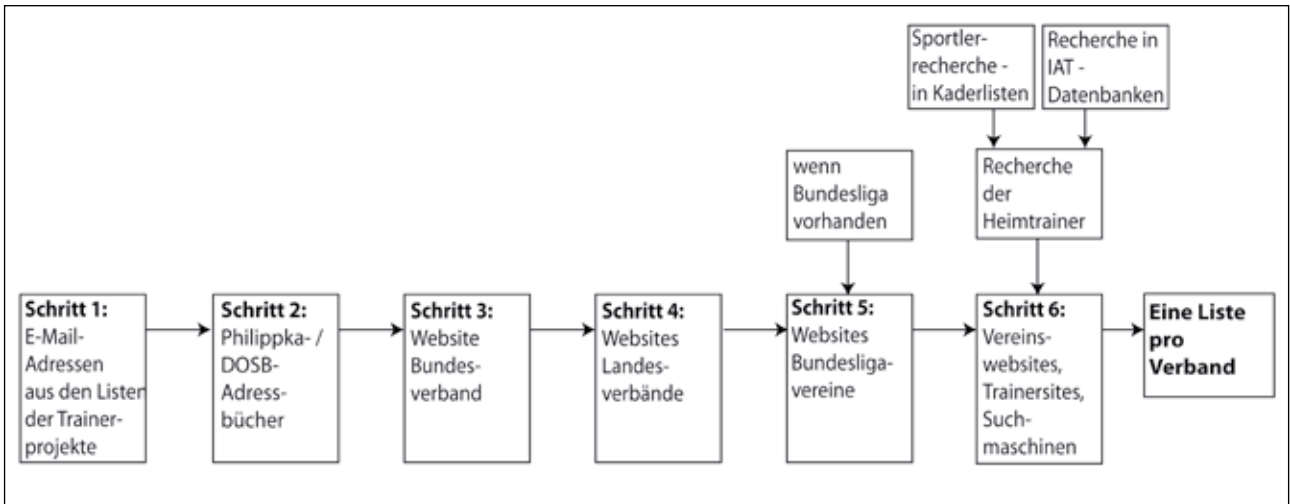 Sportler-
recherche -
in Kaderlisten
Recherche in
IAT -
Datenbanken
wenn
Bundesliga
vorhanden
Recherche
der
Heimtrainer
Schritt 1:
E-Mail-
Adressen
aus den Listen
der Trainer-
projekte
Schritt 2:
Philippka- /
DOSB-
Adress-
bücher
Schritt 3:
Website
Bundes-
verband
Schritt 4:
Websites
Landes-
verbände
Schritt 5:
Websites
Bundesliga-
vereine
Schritt 6:
Vereins-
websites,
Trainersites,
Such-
maschinen
Eine Liste
pro
Verband